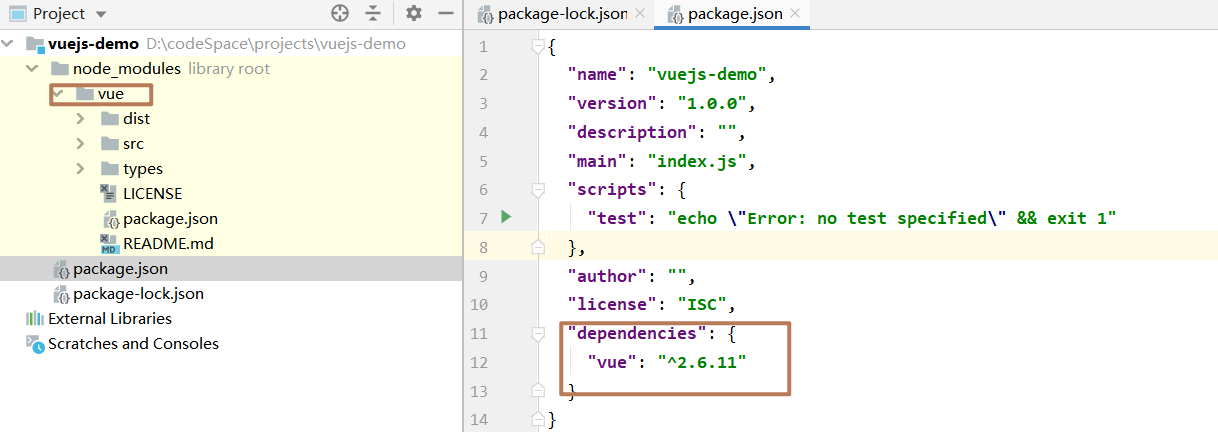 Project
vuejs-demo D:\codeSpace\projects\vuejs-demo
node_modules library root
vue
dist
src
types
LICENSE
package.json
MD README.md
package.json
package-lock.json
External Libraries
Scratches and Consoles
package-lock.json package.json
1 {
2 "name": "vuejs-demo",
3 "version": "1.0.0",
4 "description": "",
5 "main": "index.js",
6 "scripts": {
7 "test": "echo \"Error: no test specified\" && exit 1"
8 },
9 "author": "",
10 "license": "ISC",
11 "dependencies": {
12 "vue": "^2.6.11"
13 }
14 }